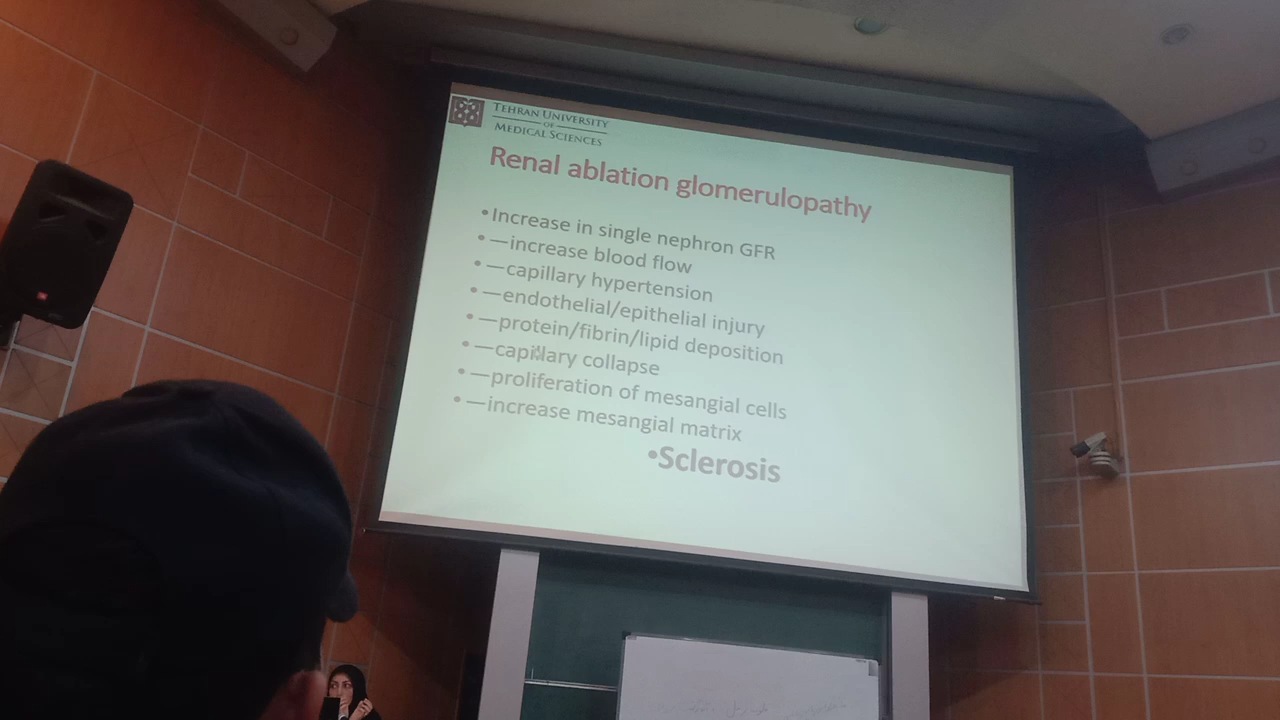 TEHRAN UNIVERSITY
OF
MEDICAL SCIENCES
Renal ablation glomerulopathy
•Increase in single nephron GFR
•—increase blood flow
•—capillary hypertension
•—endothelial/epithelial injury
•—protein/fibrin/lipid deposition
•—capillary collapse
•—proliferation of mesangial cells
•—increase mesangial matrix
•Sclerosis